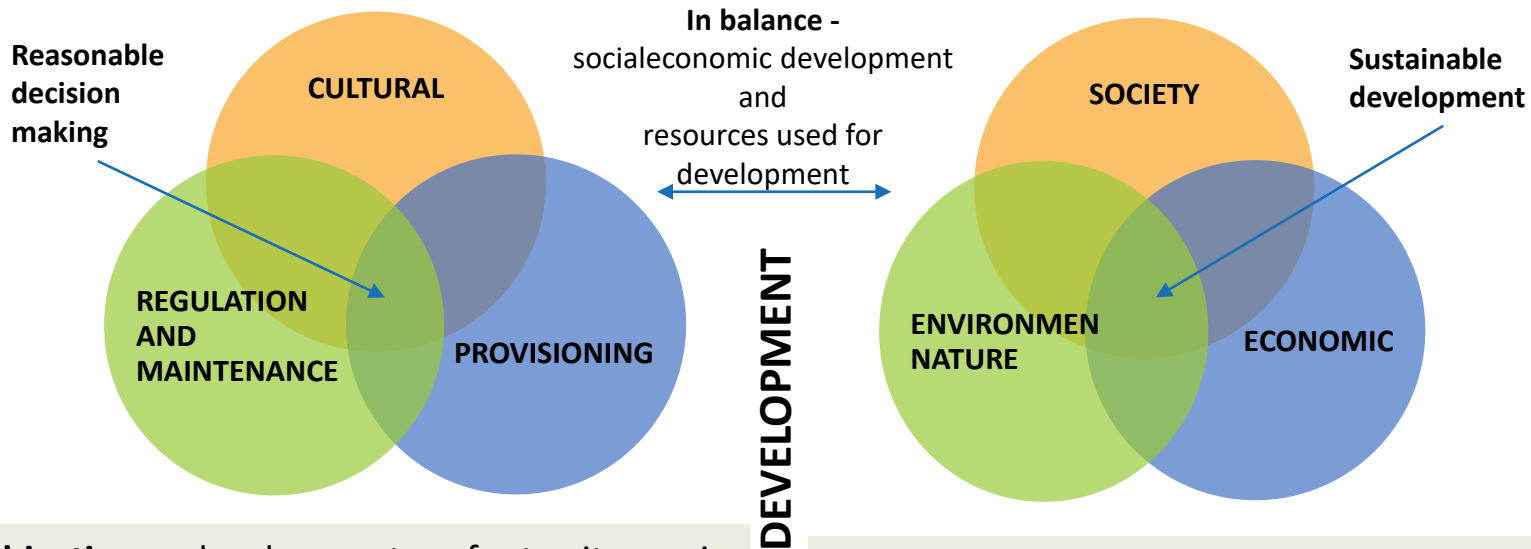 Reasonable
decision
making
CULTURAL
REGULATION
AND
MAINTENANCE
PROVISIONING
In balance -
socialeconomic development
and
resources used for
development
DEVELOPMENT
SOCIETY
Sustainable
development
ENVIRONMEN
NATURE
ECONOMIC